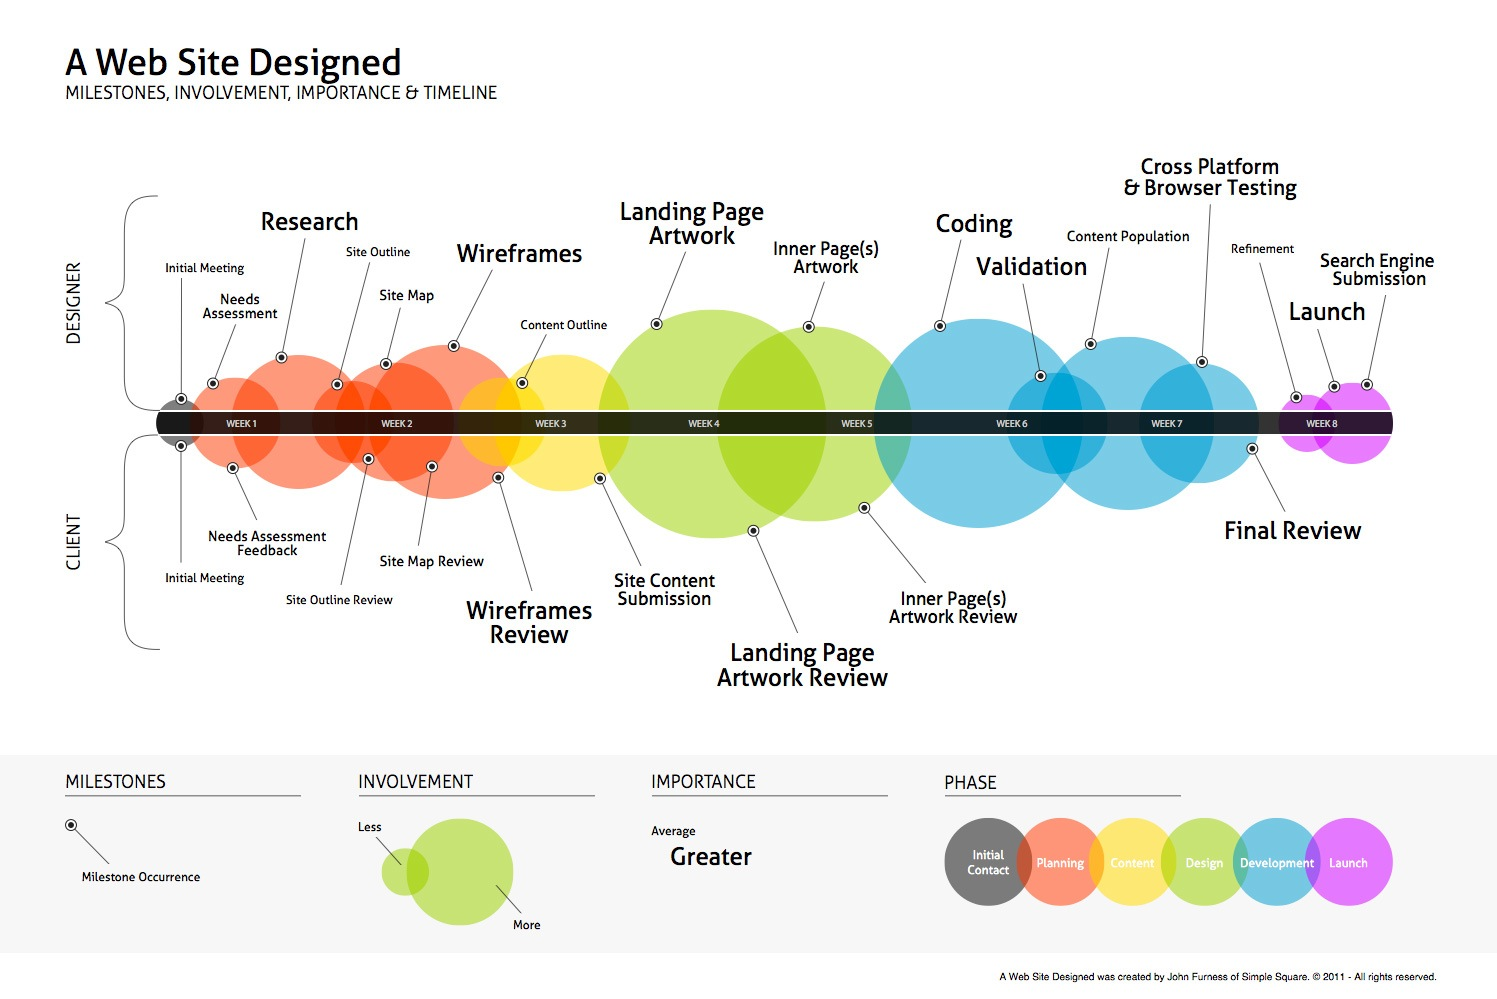 A Web Site Designed
MILESTONES, INVOLVEMENT, IMPORTANCE & TIMELINE
DESIGNER
Initial Meeting
Needs
Assessment
Research
Site Outline
Site Map
Wireframes
Content Outline
Landing Page
Artwork
Inner Page(s)
Artwork
Coding
Validation
Content Population
Cross Platform
& Browser Testing
Refinement
Launch
Search Engine
Submission
WEEK 1
WEEK 2
WEEK 3
WEEK 4
WEEK 5
WEEK 6
WEEK 7
WEEK 8
CLIENT
Initial Meeting
Needs Assessment
Feedback
Site Outline Review
Site Map Review
Wireframes
Review
Site Content
Submission
Landing Page
Artwork Review
Inner Page(s)
Artwork Review
Final Review
MILESTONES
Milestone Occurrence
INVOLVEMENT
Less
More
IMPORTANCE
Average
Greater
PHASE
Initial
Contact
Planning
Content
Design
Development
Launch
A Web Site Designed was created by John Furness of Simple Square. © 2011 - All rights reserved.